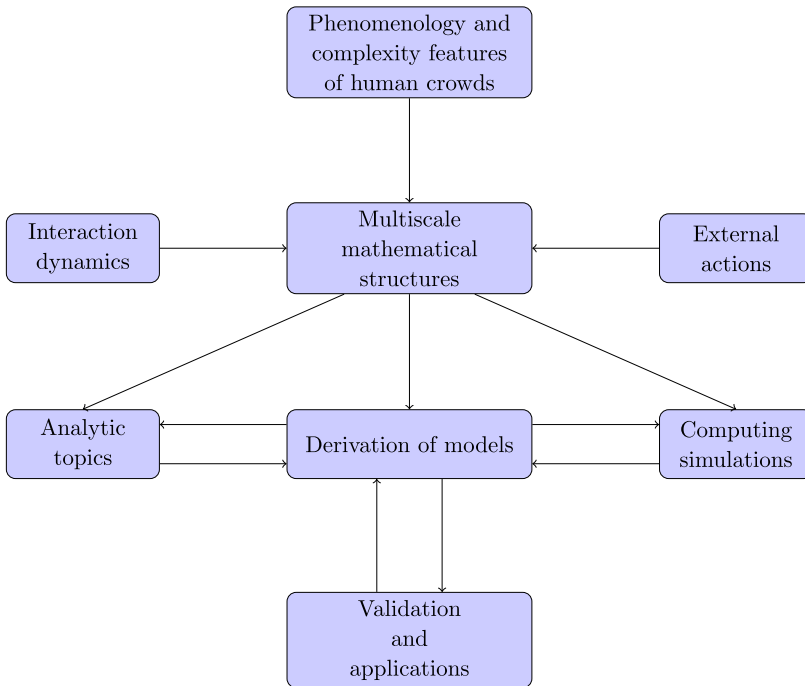 Phenomenology and
complexity features
of human crowds
Interaction
dynamics
Multiscale
mathematical
structures
External
actions
Analytic
topics
Derivation of models
Computing
simulations
Validation
and
applications